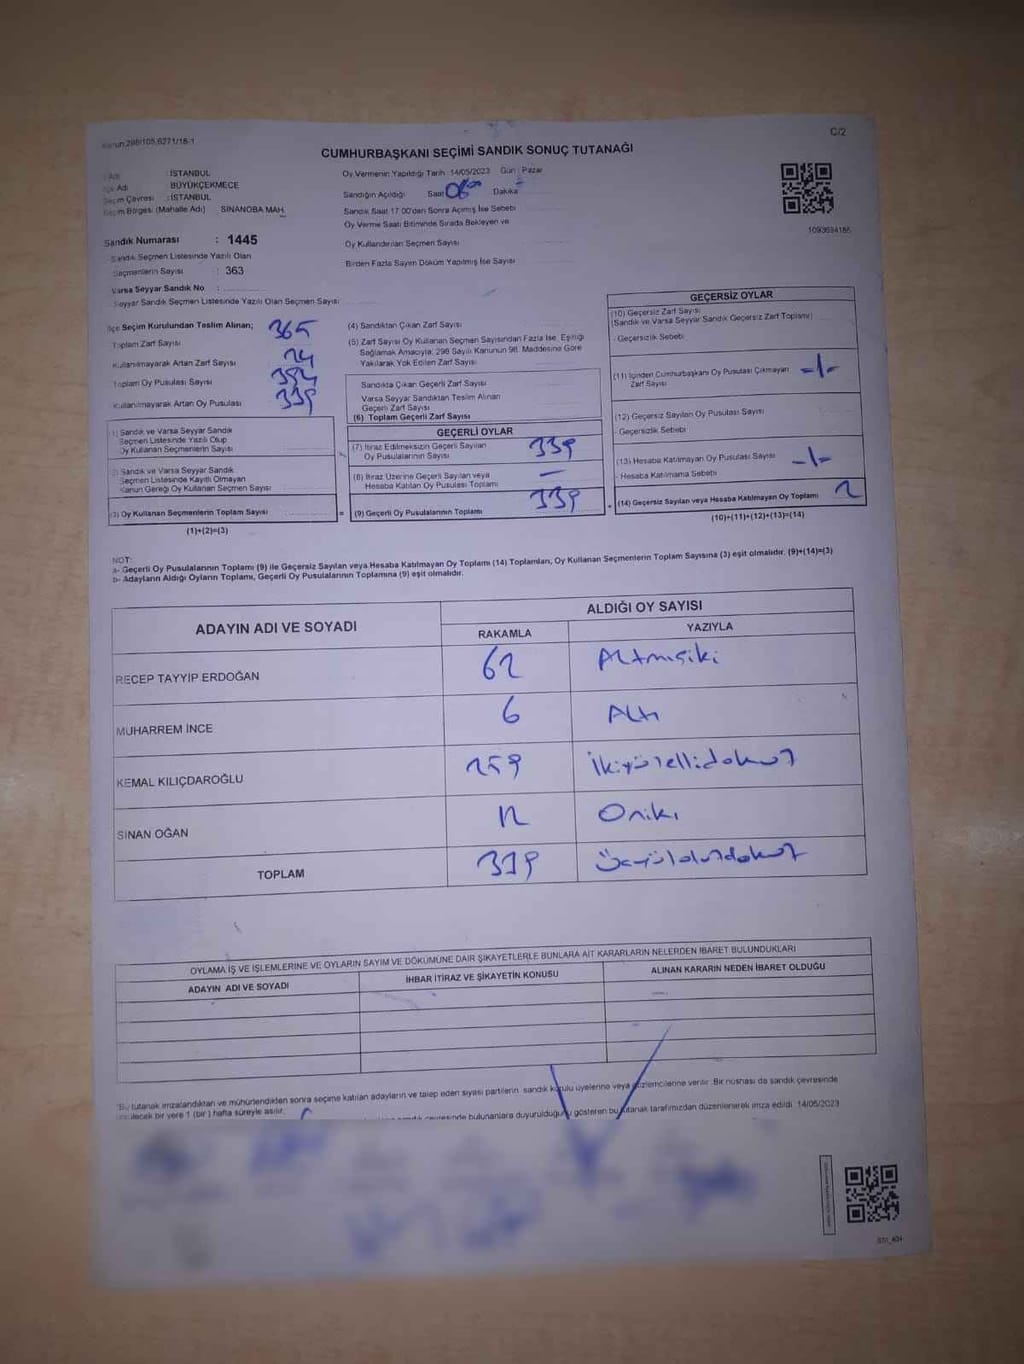 Kanun,298/105,6271/18-1
C/2
CUMHURBAŞKANI SEÇİMİ SANDIK SONUÇ TUTANAĞI
İli : İSTANBUL
İlçe Adı : BÜYÜKÇEKMECE
Seçim Çevresi : İSTANBUL
Seçim Bölgesi (Mahalle Adı) SİNANOBA MAH.
Oy Vermenin Yapıldığı Tarih :14/05/2023 Gün : Pazar
Sandığın Açıldığı Saat Dakika
Sandık Saat 17.00'dan Sonra Açılmış İse Sebebi
Oy Verme Saati Bitiminde Sırada Bekleyen ve
Oy Kullandırılan Seçmen Sayısı
Birden Fazla Sayım Döküm Yapılmış İse Sayısı
Sandık Numarası : 1445
Sandık Seçmen Listesinde Yazılı Olan
Seçmenlerin Sayısı : 363
Varsa Seyyar Sandık No :
Seyyar Sandık Seçmen Listesinde Yazılı Olan Seçmen Sayısı
İlçe Seçim Kurulundan Teslim Alınan;
Toplam Zarf Sayısı 365
Kullanılmayarak Artan Zarf Sayısı 24
Toplam Oy Pusulası Sayısı
Kullanılmayarak Artan Oy Pusulası
(1) Sandık ve Varsa Seyyar Sandık
Seçmen Listesinde Yazılı Olup
Oy Kullanan Seçmenlerin Sayısı
(2) Sandık ve Varsa Seyyar Sandık
Seçmen Listesinde Kayıtlı Olmayan
Kanun Gereği Oy Kullanan Seçmen Sayısı
(3) Oy Kullanan Seçmenlerin Toplam Sayısı
(1)+(2)=(3)
(4) Sandıktan Çıkan Zarf Sayısı
(5) Zarf Sayısı Oy Kullanan Seçmen Sayısından Fazla İse, Eşitliği
Sağlamak Amacıyla; 298 Sayılı Kanunun 98. Maddesine Göre
Yakılarak Yok Edilen Zarf Sayısı
Sandıkta Çıkan Geçerli Zarf Sayısı
Varsa Seyyar Sandıktan Teslim Alınan
Geçerli Zarf Sayısı
(6) Toplam Geçerli Zarf Sayısı
GEÇERLİ OYLAR
(7) İtiraz Edilmeksizin Geçerli Sayılan
Oy Pusulalarının Sayısı 339
(8) İtiraz Üzerine Geçerli Sayılan veya
Hesaba Katılan Oy Pusulası Toplamı —
= (9) Geçerli Oy Pusulalarının Toplamı 339
1093694186
GEÇERSİZ OYLAR
(10) Geçersiz Zarf Sayısı
(Sandık ve Varsa Seyyar Sandık Geçersiz Zarf Toplamı)
Geçersizlik Sebebi
(11) İçinden Cumhurbaşkanı Oy Pusulası Çıkmayan
Zarf Sayısı -1-
(12) Geçersiz Sayılan Oy Pusulası Sayısı
Geçersizlik Sebebi
(13) Hesaba Katılmayan Oy Pusulası Sayısı -1-
Hesaba Katılmama Sebebi
+ (14) Geçersiz Sayılan veya Hesaba Katılmayan Oy Toplamı 2
(10)+(11)+(12)+(13)=(14)
NOT:
a- Geçerli Oy Pusulalarının Toplamı (9) ile Geçersiz Sayılan veya Hesaba Katılmayan Oy Toplamı (14) Toplamları, Oy Kullanan Seçmenlerin Toplam Sayısına (3) eşit olmalıdır. (9)+(14)=(3)
b- Adayların Aldığı Oyların Toplamı, Geçerli Oy Pusulalarının Toplamına (9) eşit olmalıdır.
ADAYIN ADI VE SOYADI ALDIĞI OY SAYISI
RAKAMLA YAZIYLA
RECEP TAYYİP ERDOĞAN 62 Altmışiki
MUHARREM İNCE 6 Altı
KEMAL KILIÇDAROĞLU 259 İkiyüzellidokuz
SİNAN OĞAN 12 Oniki
TOPLAM 339 Üçyüzotuzdokuz
OYLAMA İŞ VE İŞLEMLERİNE VE OYLARIN SAYIM VE DÖKÜMÜNE DAİR ŞİKAYETLERLE BUNLARA AİT KARARLARIN NELERDEN İBARET BULUNDUKLARI
ADAYIN ADI VE SOYADI İHBAR İTİRAZ VE ŞİKAYETİN KONUSU ALINAN KARARIN NEDEN İBARET OLDUĞU
Bu tutanak imzalandıktan ve mühürlendikten sonra seçime katılan adayların ve talep eden siyasi partilerin sandık kurulu üyelerine veya gözlemcilerine verilir. Bir nüshası da sandık çevresinde
bir yere 1 (bir) hafta süreyle asılır.
bulunanlara duyurulduğunu gösteren bu tutanak tarafımızdan düzenlenerek imza edildi. 14/05/2023